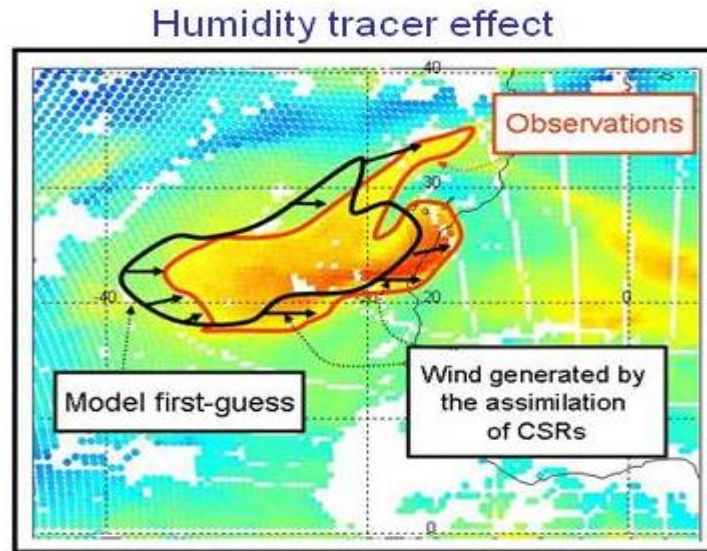 Humidity tracer effect
40
Observations
30
-40
20
0
Model first-guess
Wind generated by
the assimilation
of CSRs
0